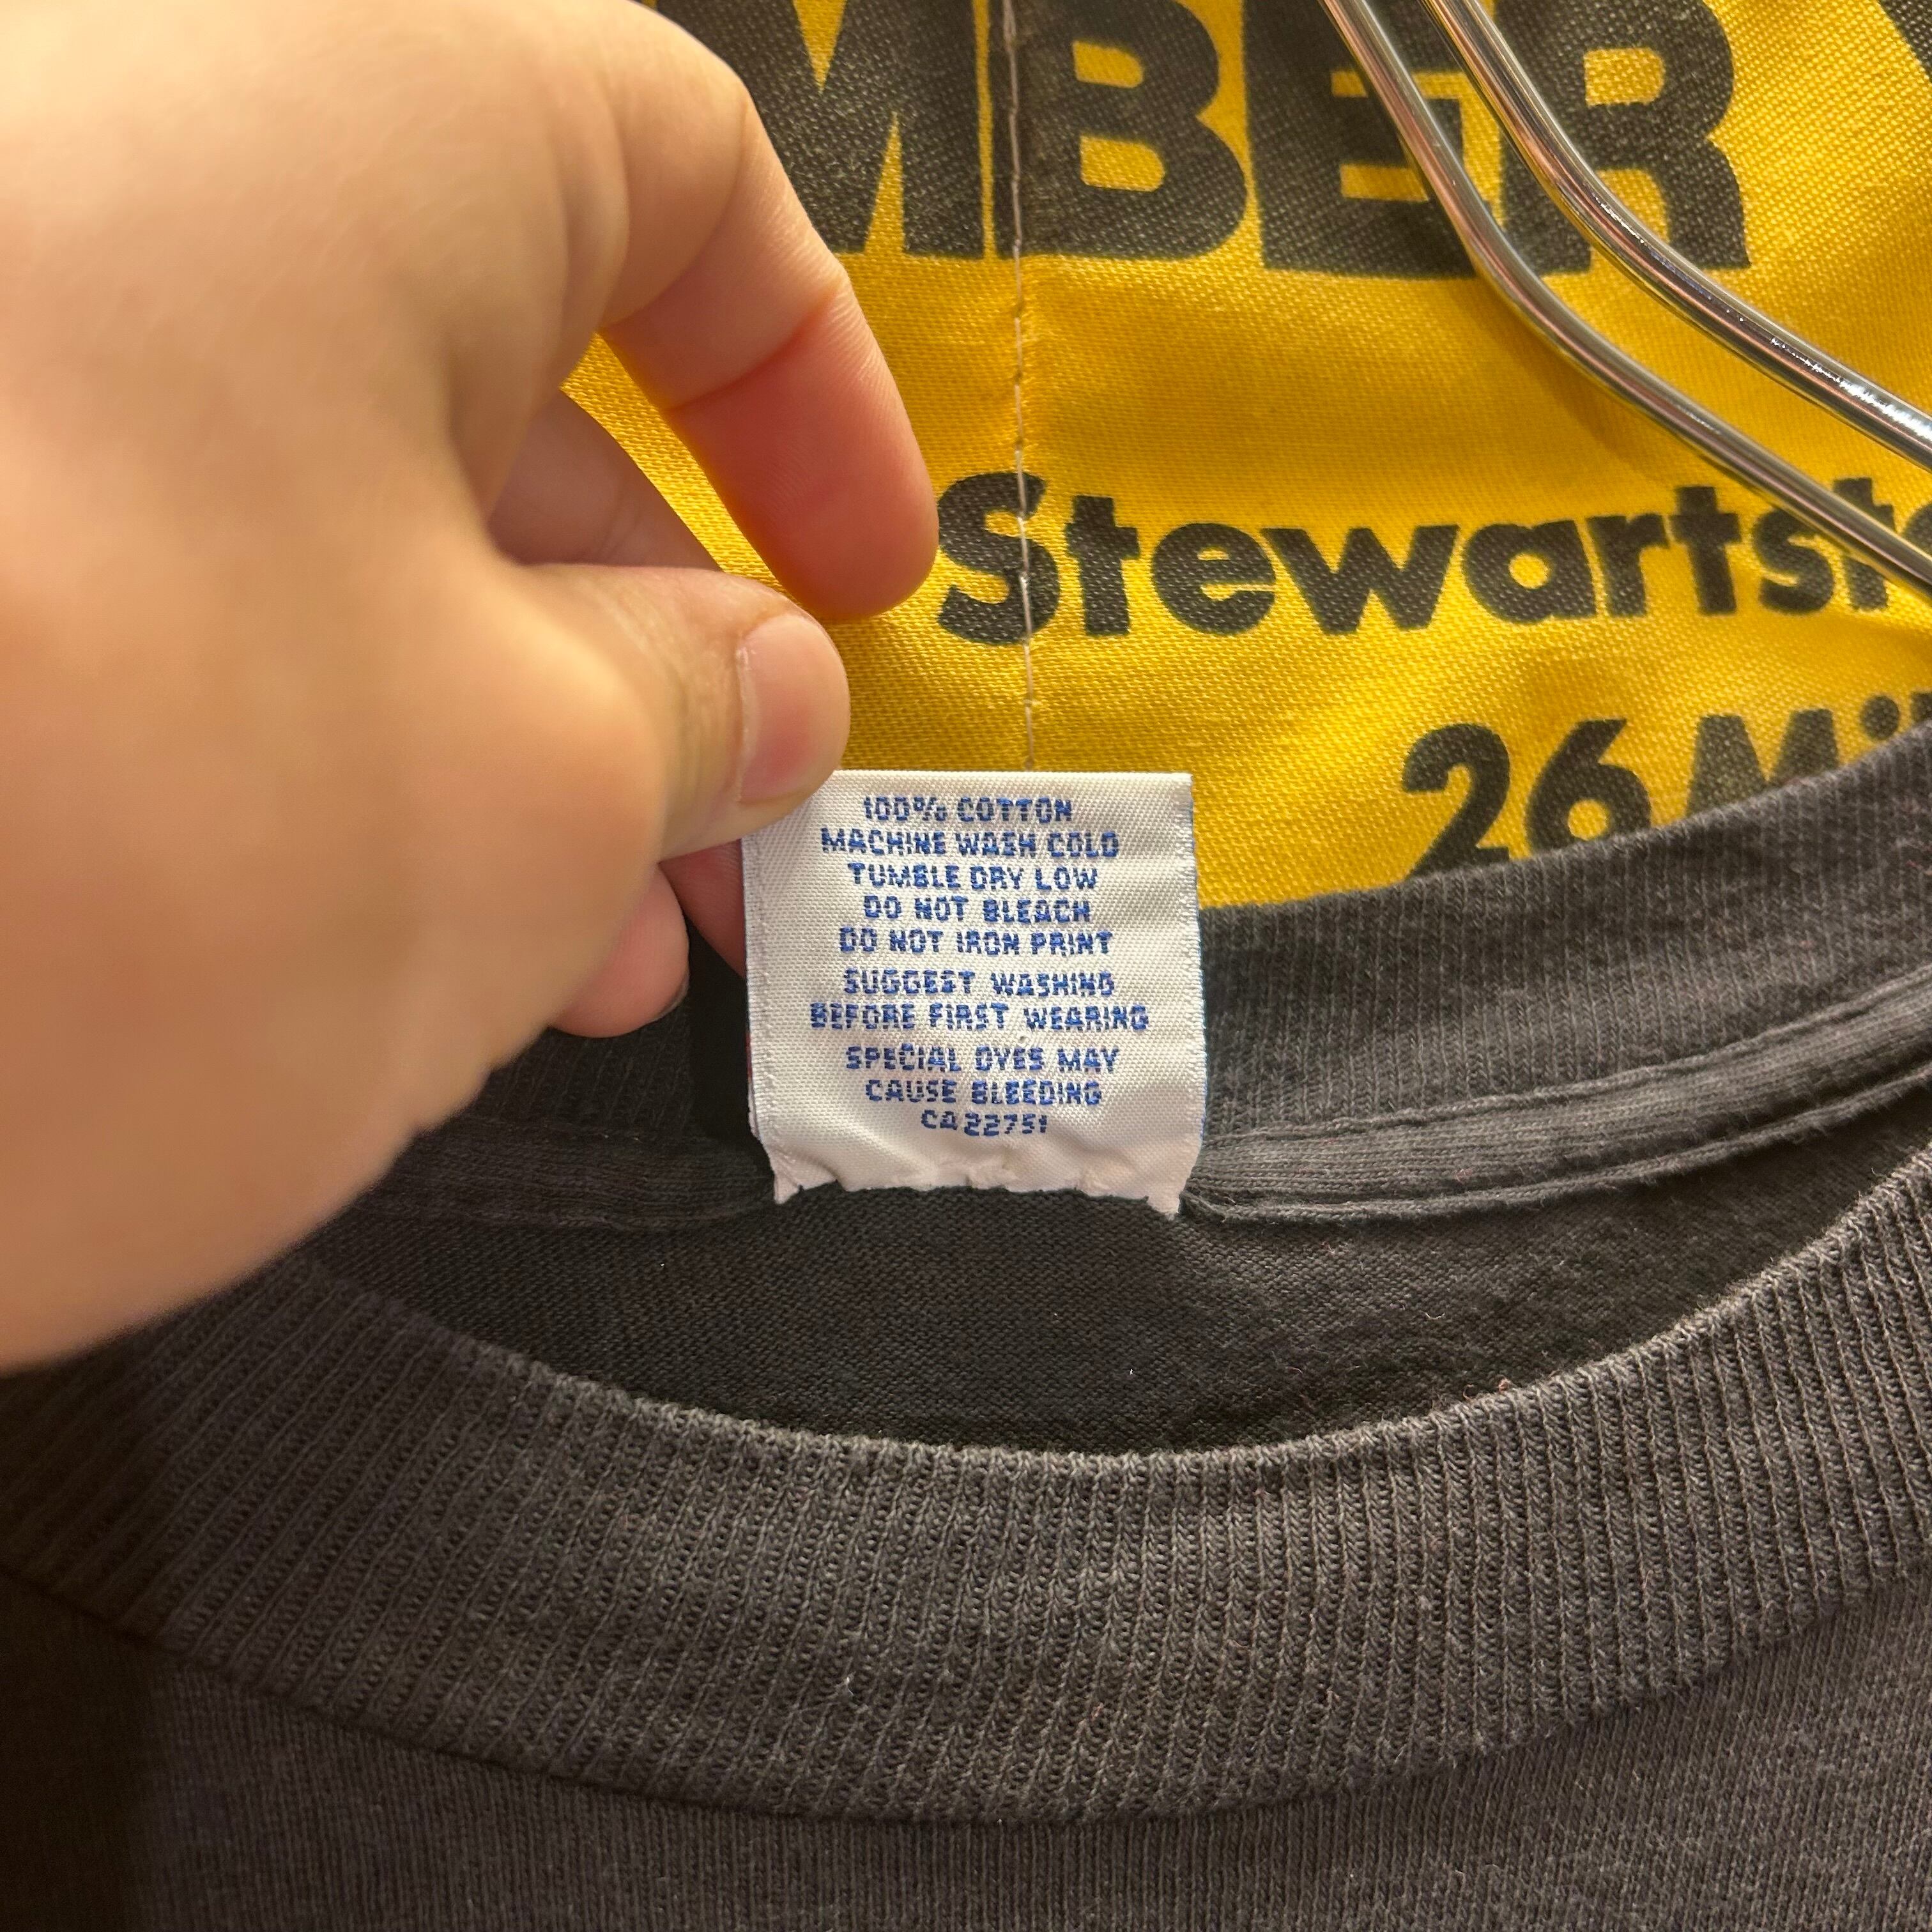 MBER
Stewartst
26 Mi
100% COTTON
MACHINE WASH COLD
TUMBLE DRY LOW
DO NOT BLEACH
DO NOT IRON PRINT
SUGGEST WASHING
BEFORE FIRST WEARING
SPECIAL DYES MAY
CAUSE BLEEDING
CA 22751